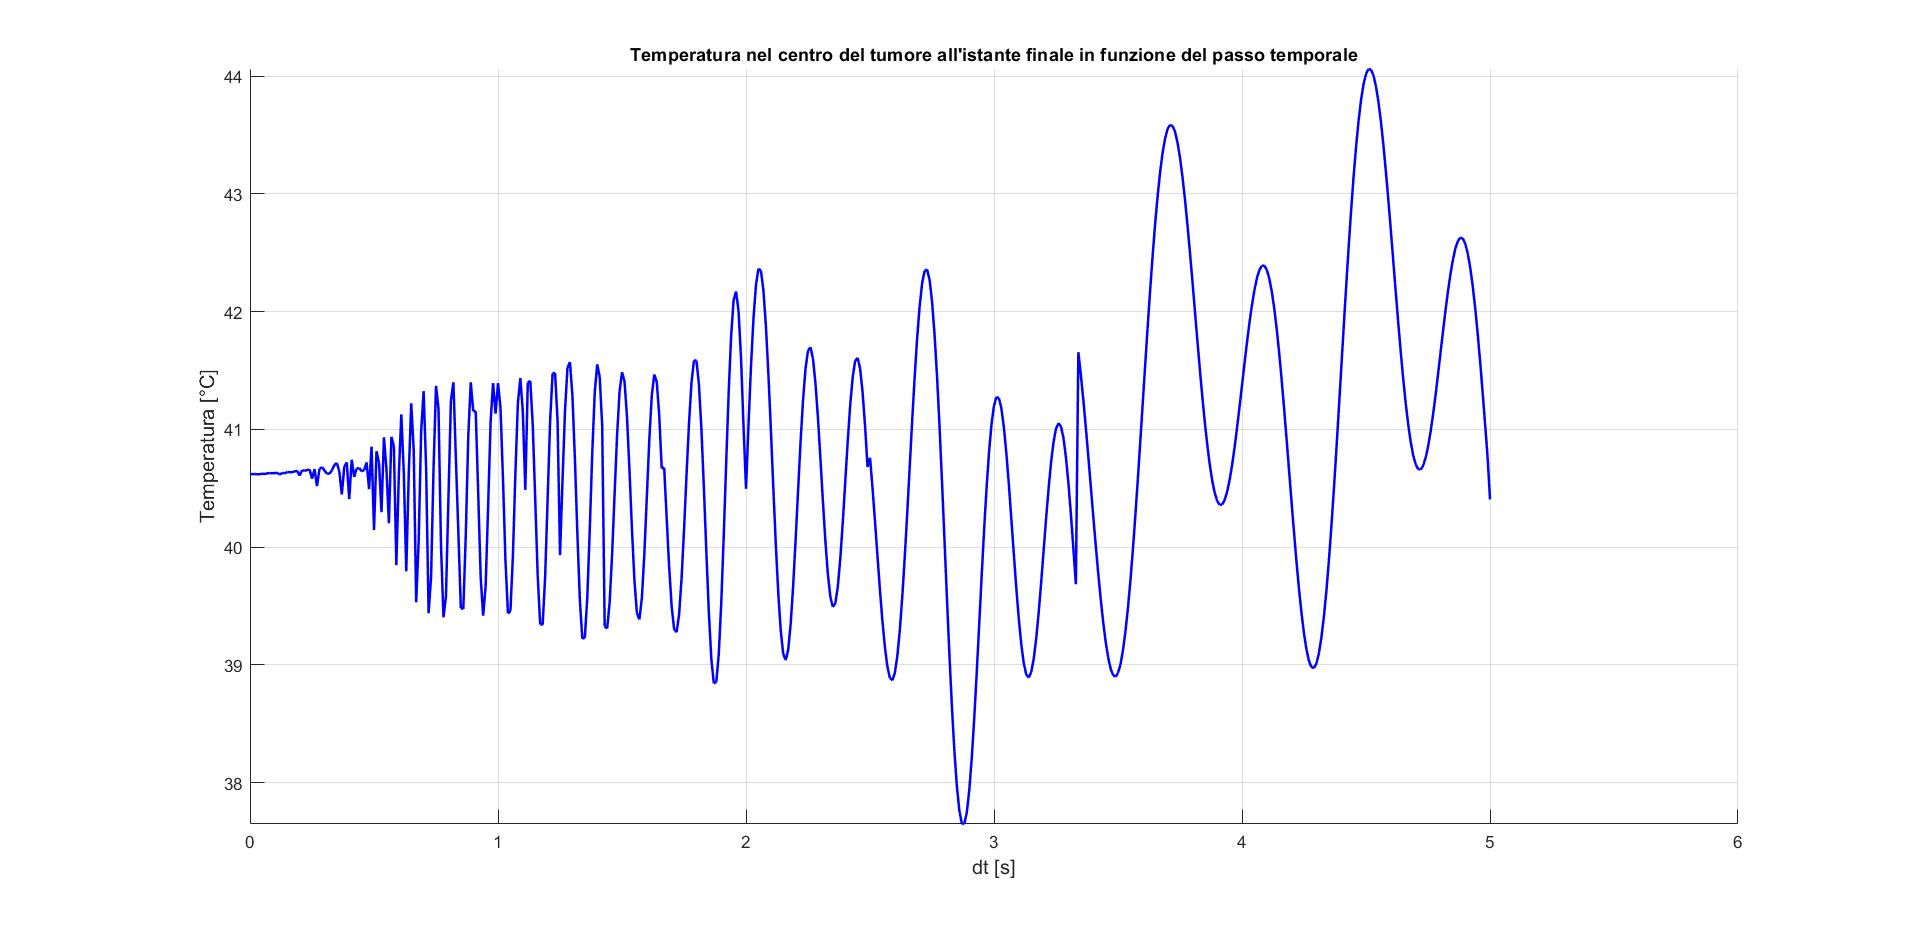 Temperatura nel centro del tumore all'istante finale in funzione del passo temporale
44
43
42
41
40
39
38
Temperatura [°C]
0 1 2 3 4 5 6
dt [s]